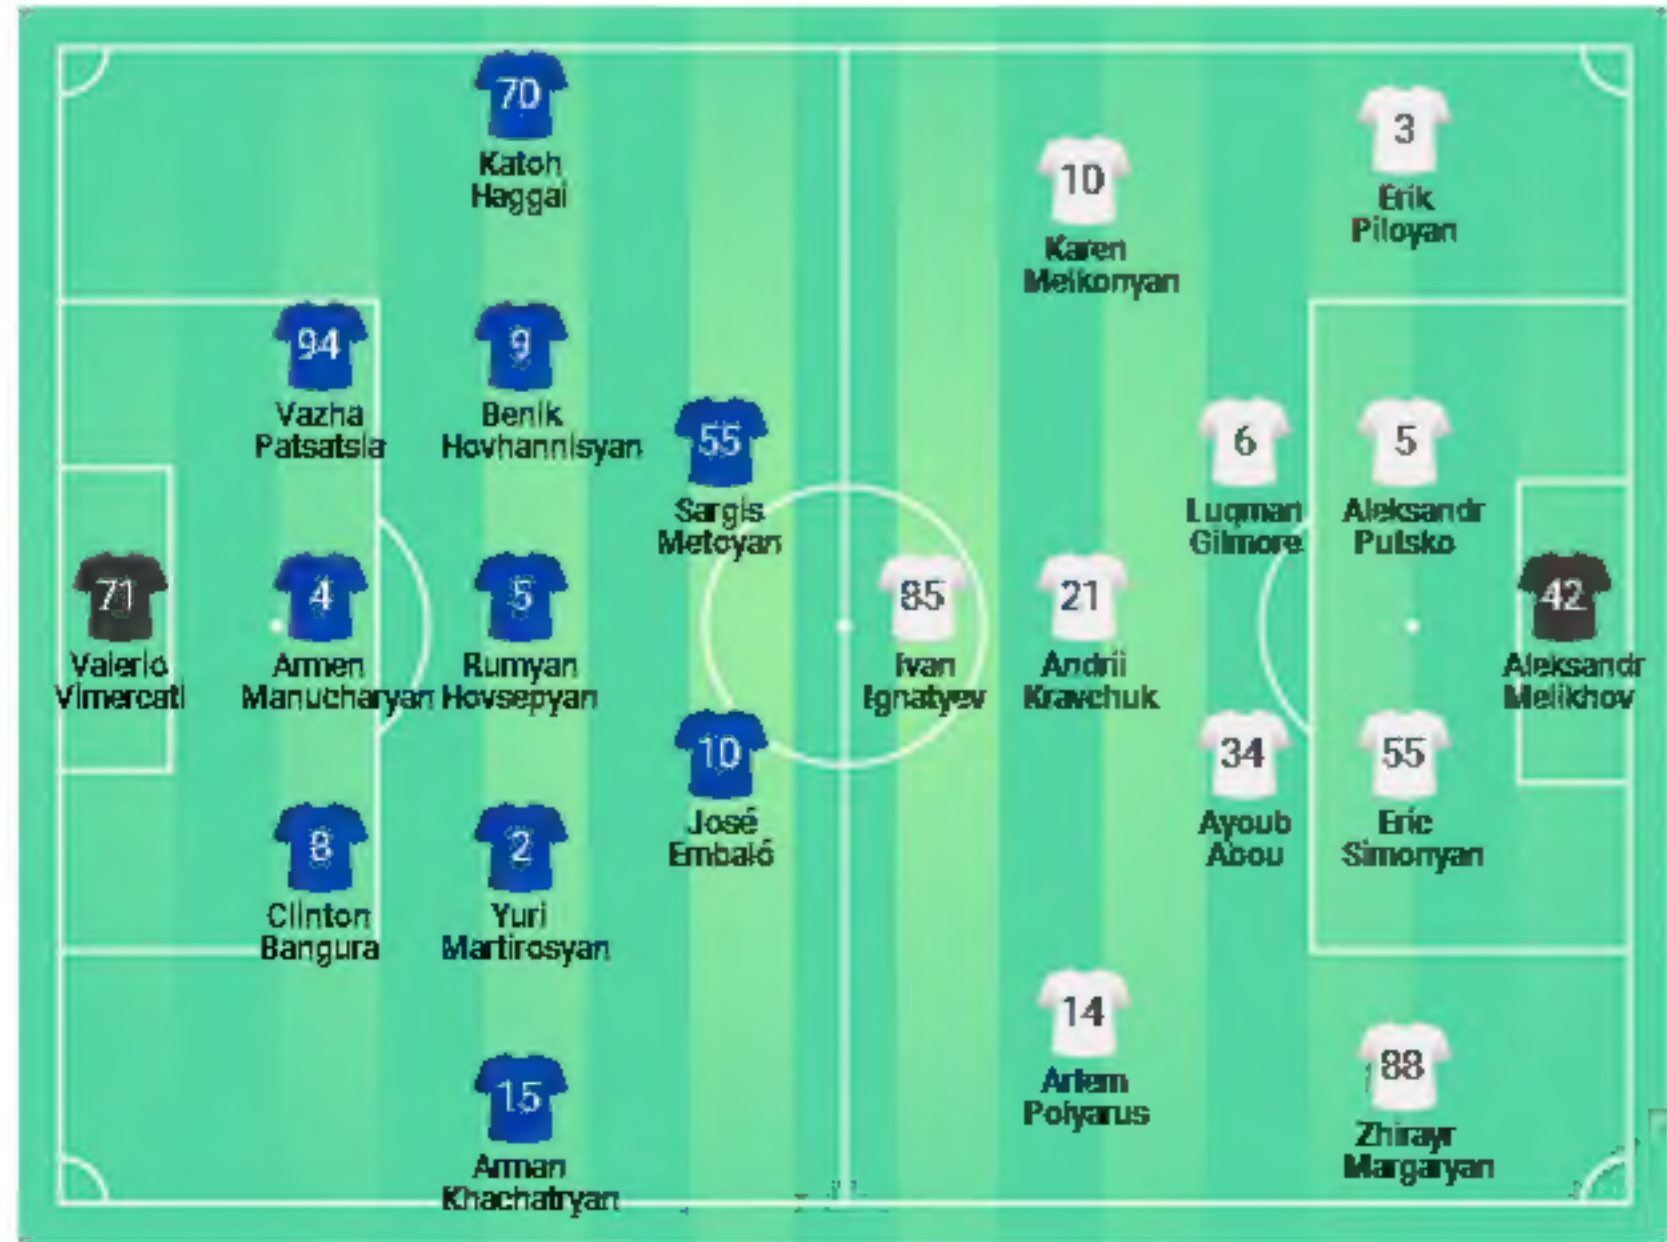 70
Katoh
Haggai
3
Erik
Piloyan
10
Karen
Melkonyan
94
Vazha
Patsatsia
9
Benik
Hovhannisyan
55
Sargis
Metoyan
6
Luqman
Gilmore
5
Aleksandr
Putsko
71
Valerio
Vimercati
4
Armen
Manucharyan
5
Rumyan
Hovsepyan
85
Ivan
Ignatyev
21
Andrii
Kravchuk
42
Aleksandr
Melikhov
10
José
Embaló
34
Ayoub
Abou
55
Eric
Simonyan
8
Clinton
Bangura
2
Yuri
Martirosyan
14
Artem
Polyarus
88
Zhirayr
Margaryan
15
Arman
Khachatryan